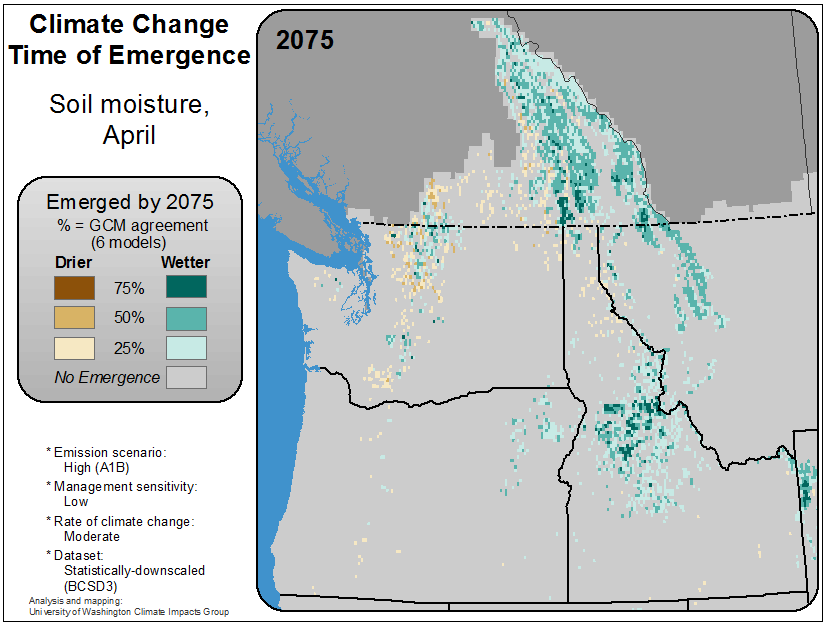 Climate Change
Time of Emergence
Soil moisture,
April
Emerged by 2075
% = GCM agreement
(6 models)
Drier Wetter
75%
50%
25%
No Emergence
* Emission scenario:
High (A1B)
* Management sensitivity:
Low
* Rate of climate change:
Moderate
* Dataset:
Statistically-downscaled
(BCSD3)
Analysis and mapping:
University of Washington Climate Impacts Group
2075